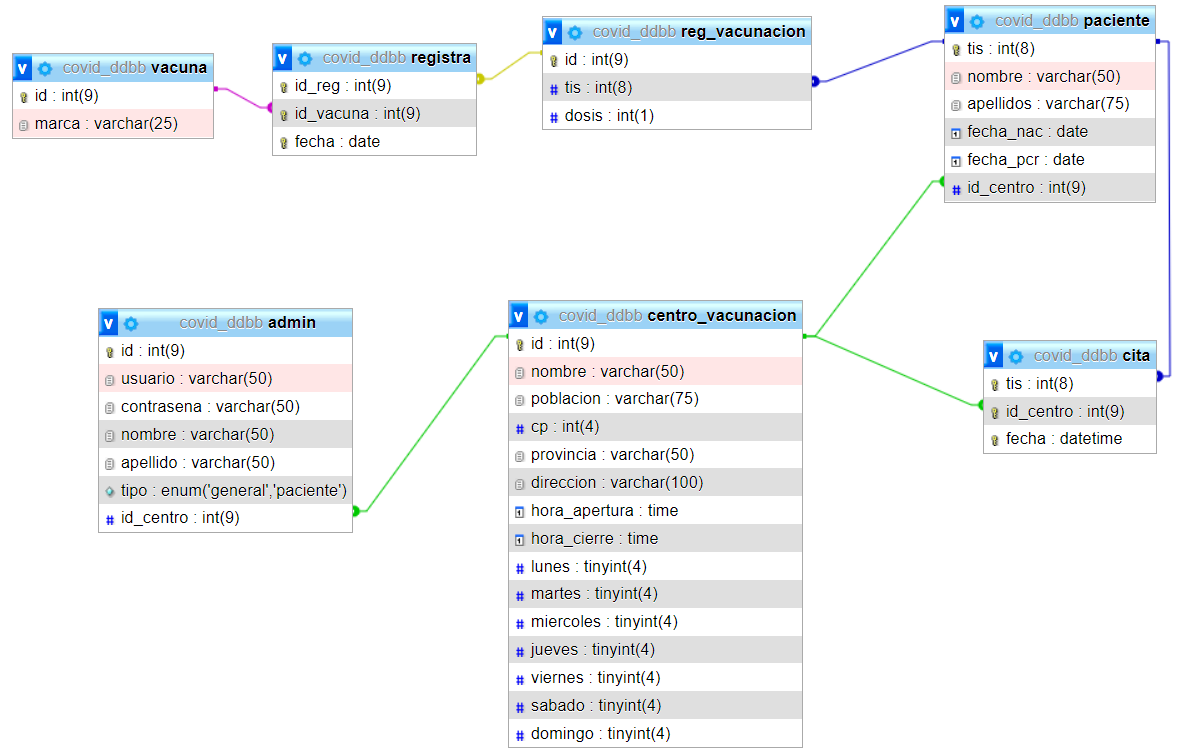 covid_ddbb vacuna
id : int(9)
marca : varchar(25)
covid_ddbb registra
id_reg : int(9)
id_vacuna : int(9)
fecha : date
covid_ddbb reg_vacunacion
id : int(9)
tis : int(8)
dosis : int(1)
covid_ddbb paciente
tis : int(8)
nombre : varchar(50)
apellidos : varchar(75)
fecha_nac : date
fecha_pcr : date
id_centro : int(9)
covid_ddbb admin
id : int(9)
usuario : varchar(50)
contrasena : varchar(50)
nombre : varchar(50)
apellido : varchar(50)
tipo : enum('general','paciente')
id_centro : int(9)
covid_ddbb centro_vacunacion
id : int(9)
nombre : varchar(50)
poblacion : varchar(75)
cp : int(4)
provincia : varchar(50)
direccion : varchar(100)
hora_apertura : time
hora_cierre : time
lunes : tinyint(4)
martes : tinyint(4)
miercoles : tinyint(4)
jueves : tinyint(4)
viernes : tinyint(4)
sabado : tinyint(4)
domingo : tinyint(4)
covid_ddbb cita
tis : int(8)
id_centro : int(9)
fecha : datetime